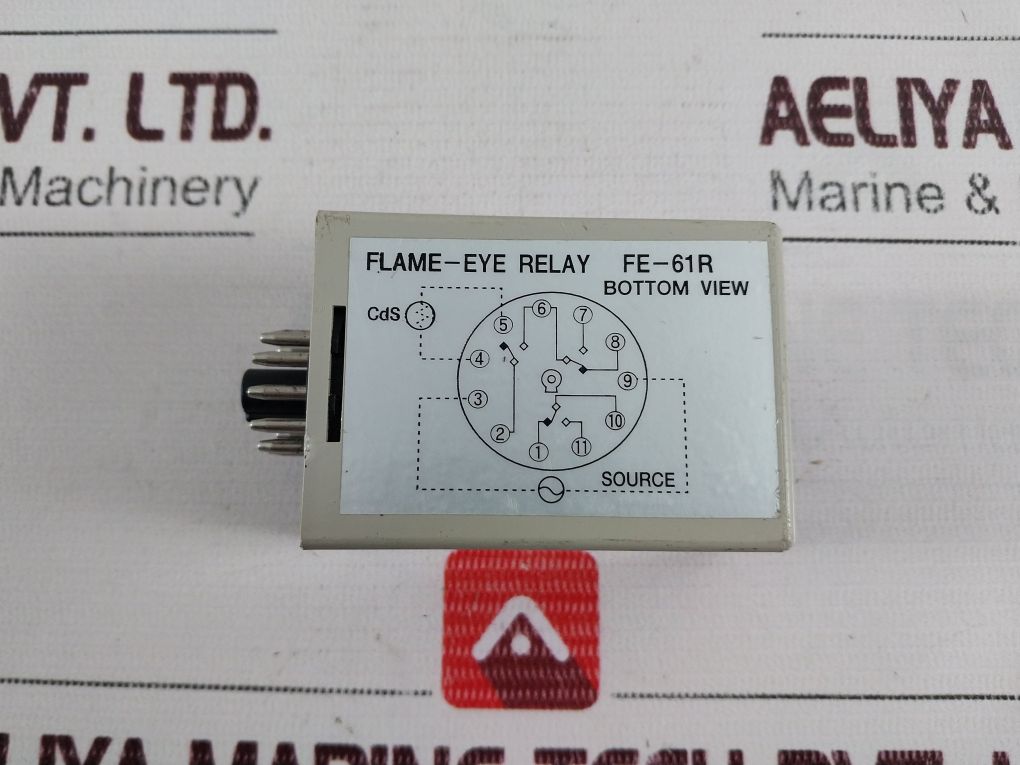 VT. LTD.
Machinery
AELIYA
Marine &
FLAME-EYE RELAY FE-61R
BOTTOM VIEW
CdS
5
6
7
8
4
9
3
10
2
1
11
SOURCE